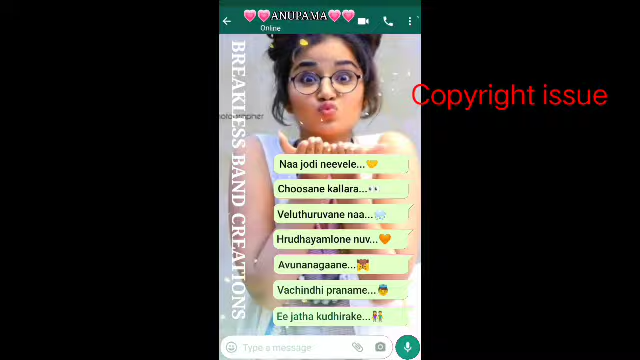 💗💗ANUPAMA💗💗
Online
BREAKLESS BAND CREATIONS
Copyright issue
Naa jodi neevele...🤝
Choosane kallara...👀
Veluthuruvane naa...
Hrudhayamlone nuv...🧡
Avunanagaane...
Vachindhi praname...
Ee jatha kudhirake...👫
Type a message